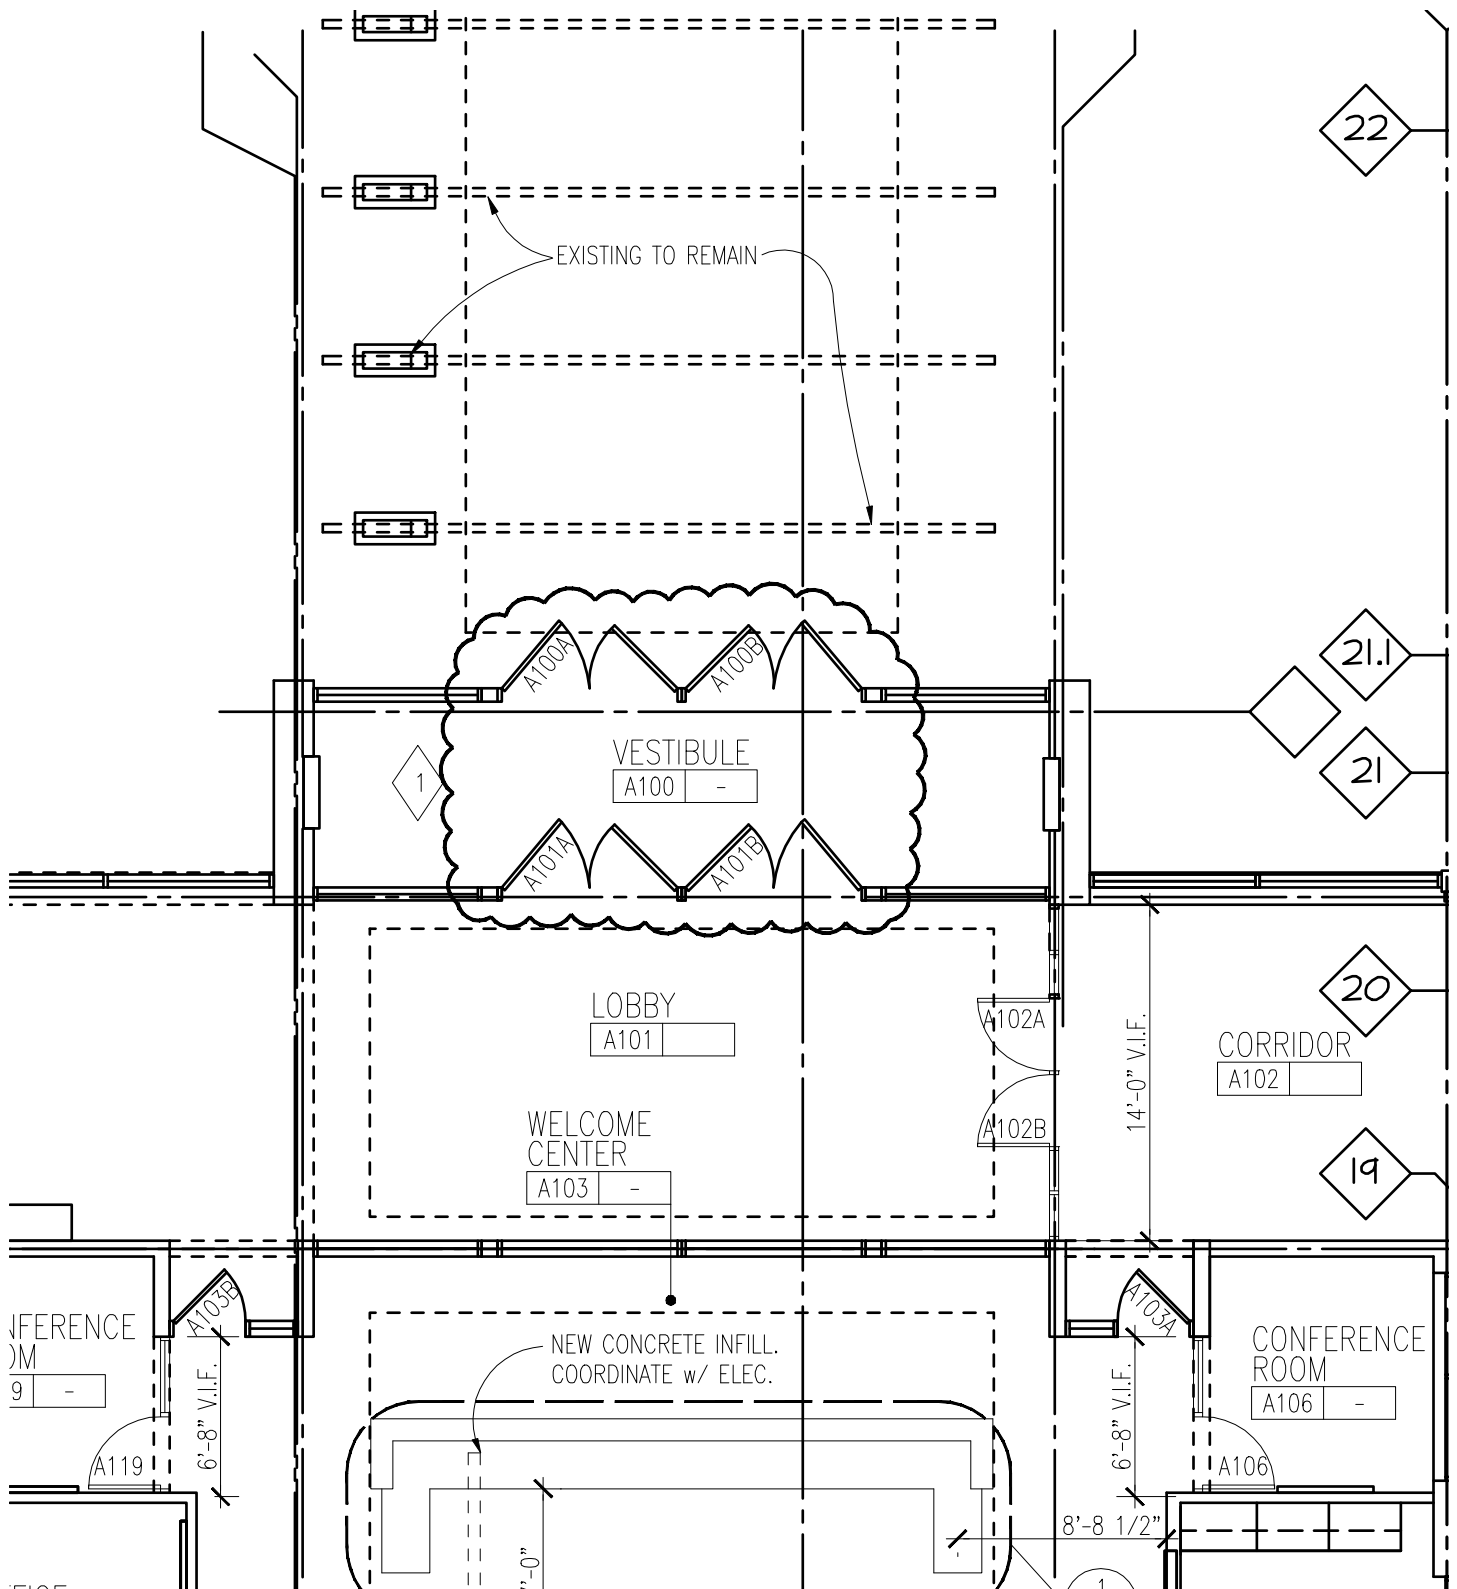 22
EXISTING TO REMAIN
A100A
A100B
21.1
VESTIBULE
A100 -
1
21
A101A
A101B
LOBBY
A101
A102A
20
CORRIDOR
A102
14'-0" V.I.F.
WELCOME
CENTER
A103 -
A102B
19
A103B
A103A
NFERENCE
OM
9 -
NEW CONCRETE INFILL.
COORDINATE w/ ELEC.
CONFERENCE
ROOM
A106 -
6'-8" V.I.F.
6'-8" V.I.F.
A119
A106
8'-8 1/2"
'-0"
1